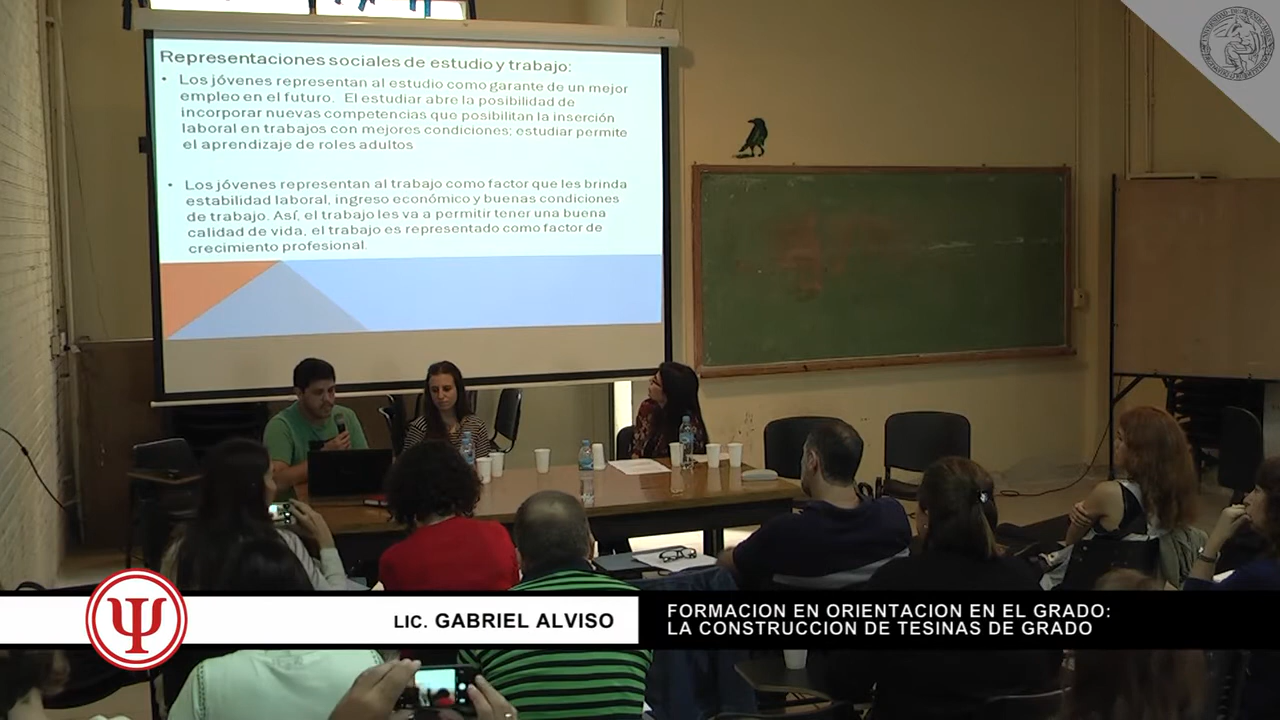 Representaciones sociales de estudio y trabajo:
• Los jóvenes representan al estudio como garante de un mejor
empleo en el futuro. El estudiar abre la posibilidad de
incorporar nuevas competencias que posibilitan la inserción
laboral en trabajos con mejores condiciones; estudiar permite
el aprendizaje de roles adultos
• Los jóvenes representan al trabajo como factor que les brinda
estabilidad laboral, ingreso económico y buenas condiciones
de trabajo. Así, el trabajo les va a permitir tener una buena
calidad de vida, el trabajo es representado como factor de
crecimiento profesional.
Ψ
LIC. GABRIEL ALVISO
FORMACION EN ORIENTACION EN EL GRADO:
LA CONSTRUCCION DE TESINAS DE GRADO